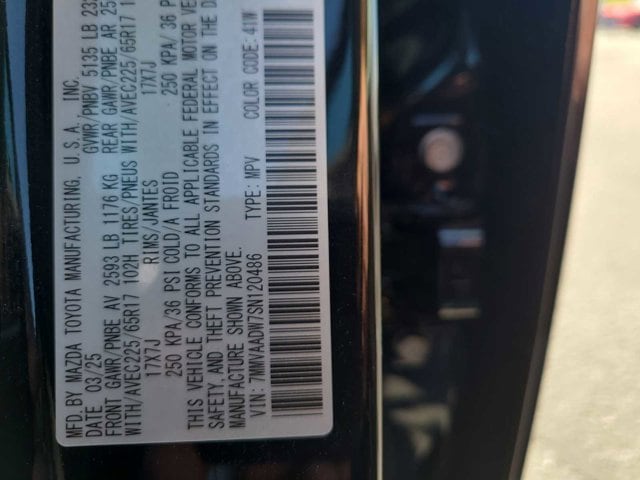 MFD. BY MAZDA TOYOTA MANUFACTURING, U.S.A., INC.
DATE 03/25 GVWR/PNBV 5135 LB
FRONT GAWR/PNBE AV 2593 LB 1176 KG REAR GAWR/PNBE AR
WITH/AVEC225/65R17 102H TIRES/PNEUS WITH/AVEC225/65R17
17X7J RIMS/JANTES 17X7J
250 KPA/36 PSI COLD/A FROID 250 KPA/36
THIS VEHICLE CONFORMS TO ALL APPLICABLE FEDERAL MOTOR
SAFETY, AND THEFT PREVENTION STANDARDS IN EFFECT ON THE
MANUFACTURE SHOWN ABOVE.
VIN: 7MMVAADW7SN120486 TYPE: MPV COLOR CODE: 41W